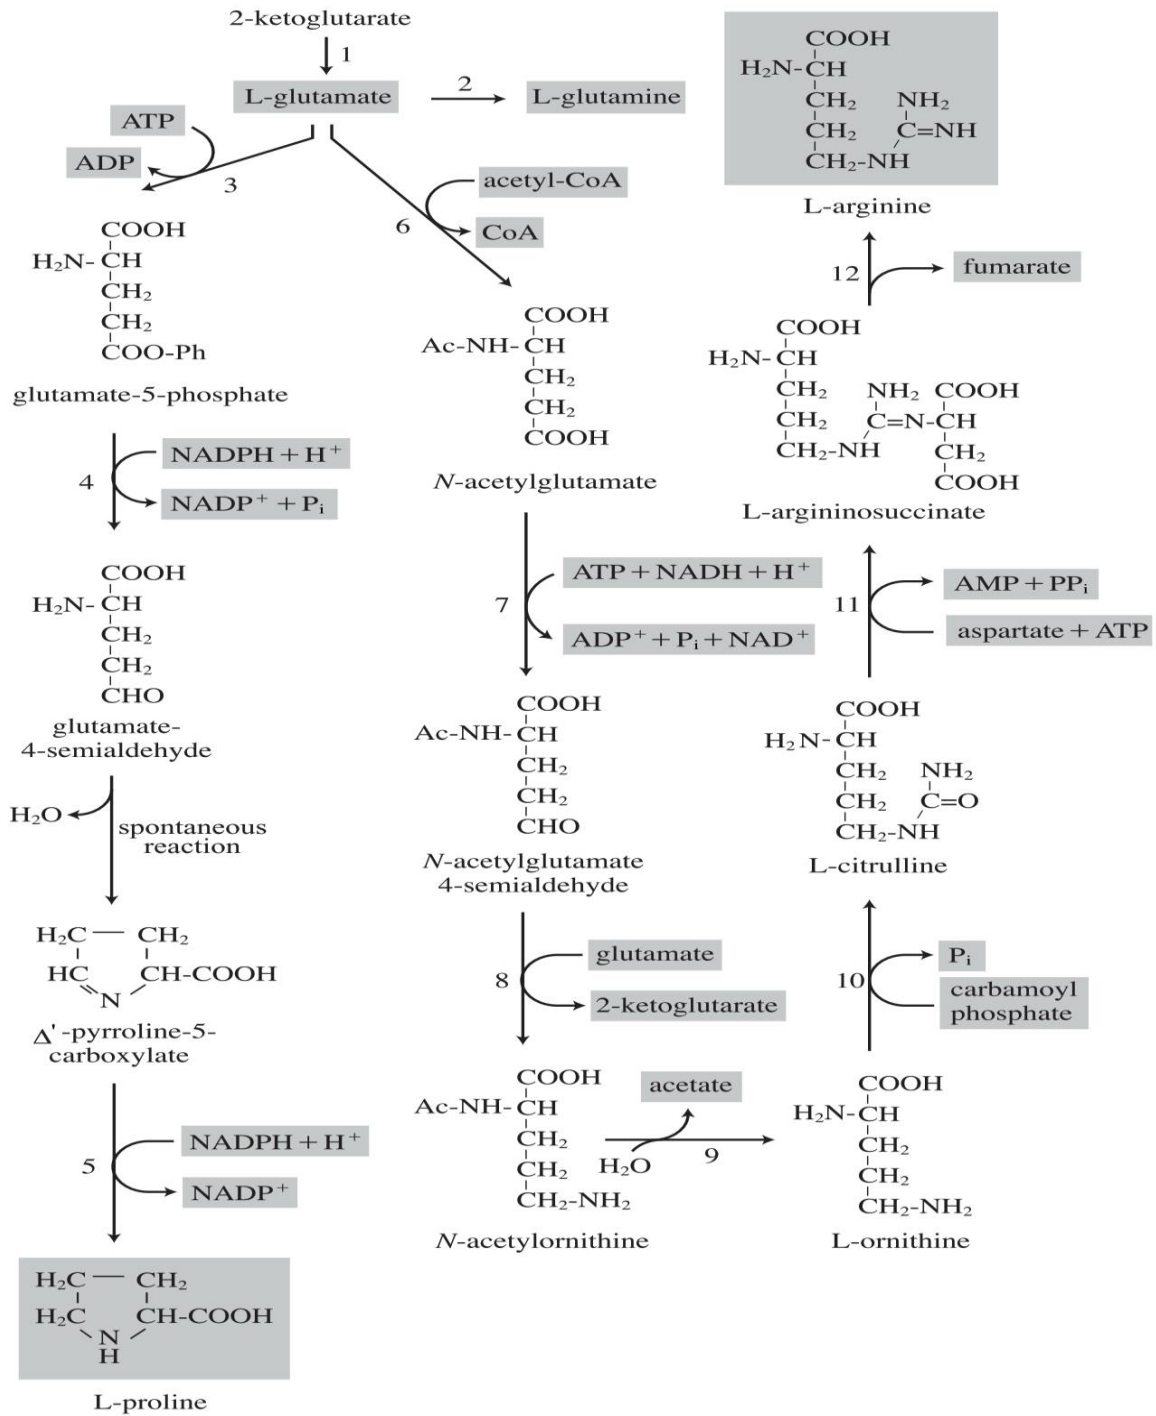 2-ketoglutarate
1
L-glutamate
2
L-glutamine
ATP
ADP
3
COOH
H₂N-CH
CH₂
CH₂
COO-Ph
glutamate-5-phosphate
4
NADPH + H⁺
NADP⁺ + Pᵢ
COOH
H₂N-CH
CH₂
CH₂
CHO
glutamate-
4-semialdehyde
H₂O
spontaneous
reaction
H₂C — CH₂
HC CH-COOH
N
Δ'-pyrroline-5-
carboxylate
5
NADPH + H⁺
NADP⁺
H₂C — CH₂
H₂C CH-COOH
N
H
L-proline
6
acetyl-CoA
CoA
COOH
Ac-NH-CH
CH₂
CH₂
COOH
N-acetylglutamate
7
ATP + NADH + H⁺
ADP⁺ + Pᵢ + NAD⁺
COOH
Ac-NH-CH
CH₂
CH₂
CHO
N-acetylglutamate
4-semialdehyde
8
glutamate
2-ketoglutarate
COOH
Ac-NH-CH
CH₂
CH₂
CH₂-NH₂
N-acetylornithine
acetate
H₂O
9
COOH
H₂N-CH
CH₂
CH₂
CH₂-NH₂
L-ornithine
10
Pᵢ
carbamoyl
phosphate
COOH
H₂N-CH
CH₂ NH₂
CH₂ C=O
CH₂-NH
L-citrulline
11
AMP + PPᵢ
aspartate + ATP
COOH
H₂N-CH
CH₂ NH₂ COOH
CH₂ C=N-CH
CH₂-NH CH₂
COOH
L-argininosuccinate
12
fumarate
COOH
H₂N-CH
CH₂ NH₂
CH₂ C=NH
CH₂-NH
L-arginine